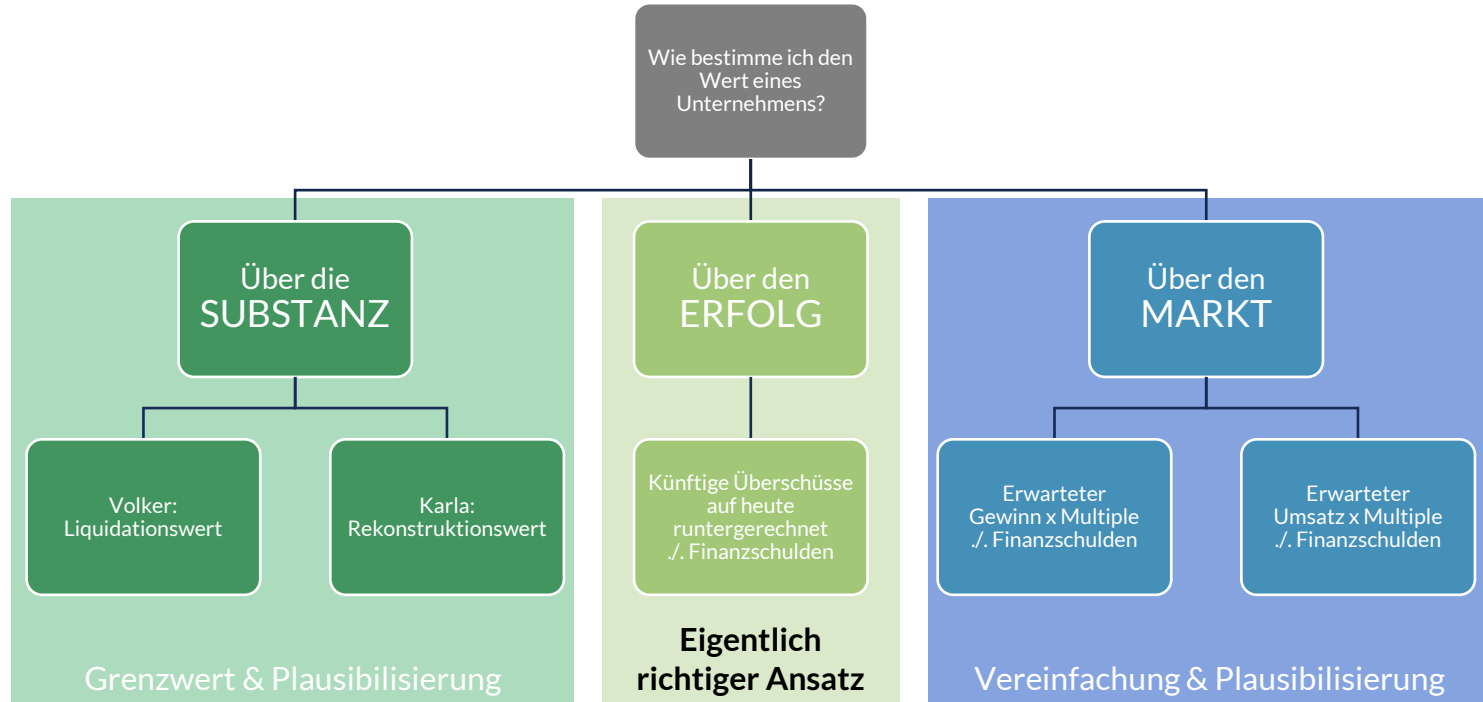 Wie bestimme ich den
Wert eines
Unternehmens?
Über die
SUBSTANZ
Volker:
Liquidationswert
Karla:
Rekonstruktionswert
Grenzwert & Plausibilisierung
Über den
ERFOLG
Künftige Überschüsse
auf heute
runtergerechnet
./. Finanzschulden
Eigentlich
richtiger Ansatz
Über den
MARKT
Erwarteter
Gewinn x Multiple
./. Finanzschulden
Erwarteter
Umsatz x Multiple
./. Finanzschulden
Vereinfachung & Plausibilisierung